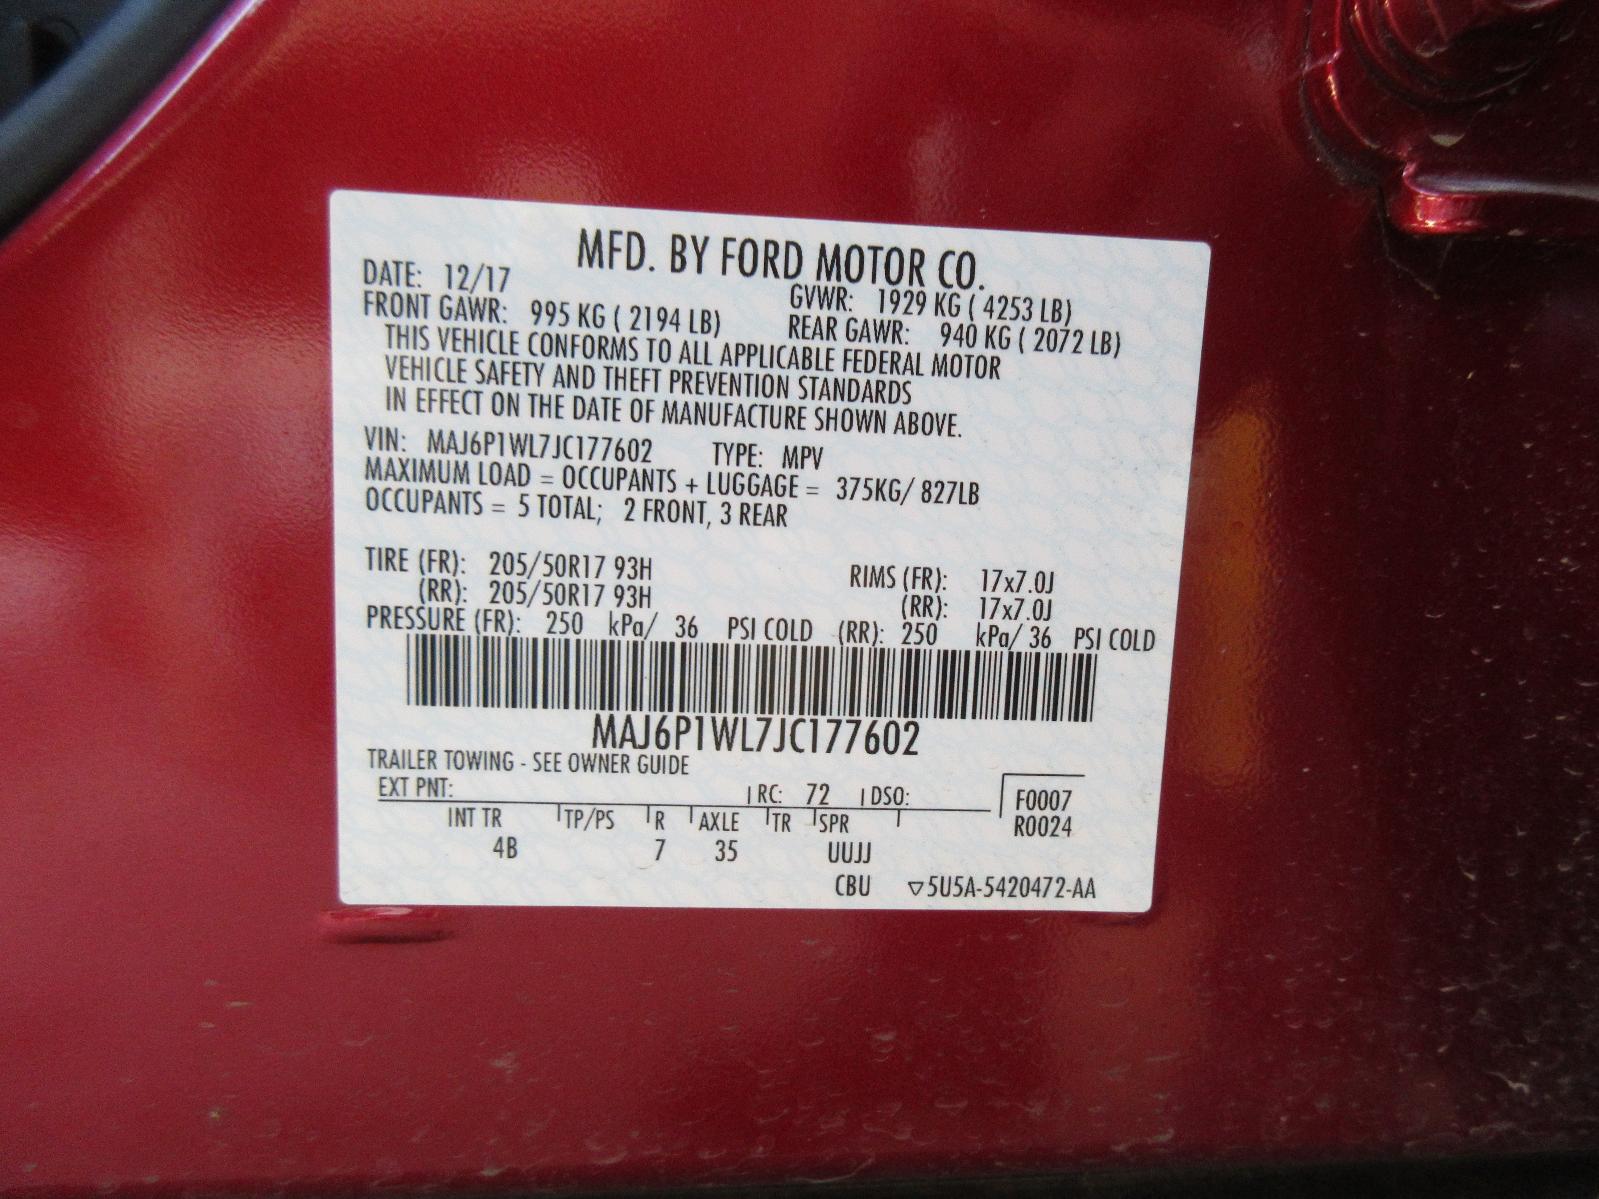 MFD. BY FORD MOTOR CO.
DATE: 12/17 GVWR: 1929 KG ( 4253 LB)
FRONT GAWR: 995 KG ( 2194 LB) REAR GAWR: 940 KG ( 2072 LB)
THIS VEHICLE CONFORMS TO ALL APPLICABLE FEDERAL MOTOR
VEHICLE SAFETY AND THEFT PREVENTION STANDARDS
IN EFFECT ON THE DATE OF MANUFACTURE SHOWN ABOVE.
VIN: MAJ6P1WL7JC177602 TYPE: MPV
MAXIMUM LOAD = OCCUPANTS + LUGGAGE = 375KG/ 827LB
OCCUPANTS = 5 TOTAL; 2 FRONT, 3 REAR
TIRE (FR): 205/50R17 93H RIMS (FR): 17x7.0J
(RR): 205/50R17 93H (RR): 17x7.0J
PRESSURE (FR): 250 kPa/ 36 PSI COLD (RR): 250 kPa/ 36 PSI COLD
MAJ6P1WL7JC177602
TRAILER TOWING - SEE OWNER GUIDE
EXT PNT: RC: 72 DSO: F0007
INT TR TP/PS R AXLE TR SPR R0024
4B 7 35 UUJJ
CBU ▽5U5A-5420472-AA